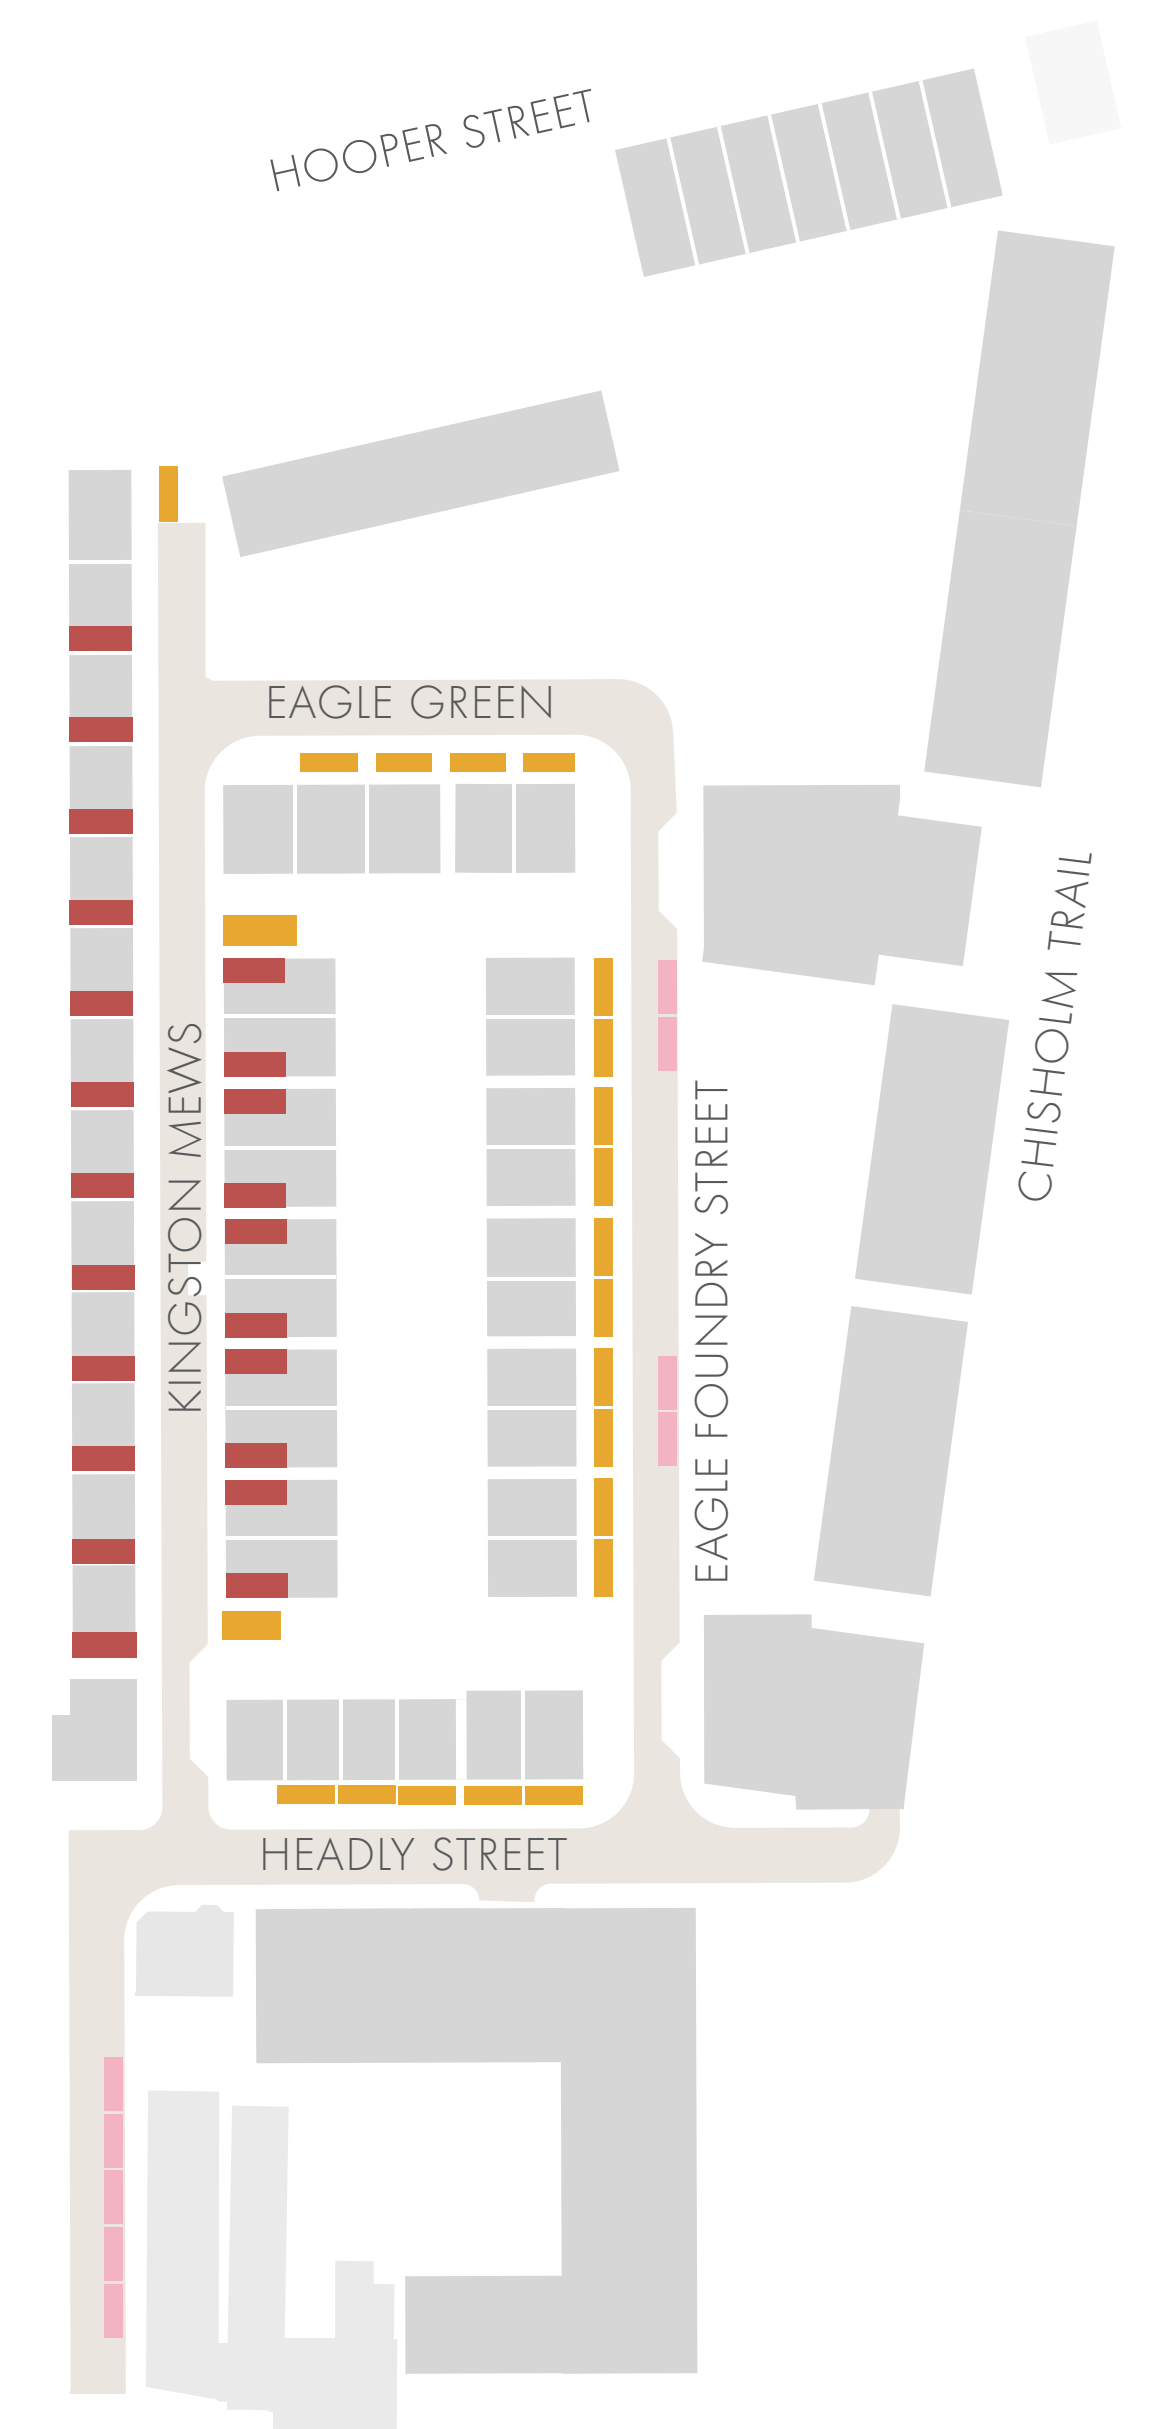 HOOPER STREET
EAGLE GREEN
KINGSTON MEWS
EAGLE FOUNDRY STREET
CHISHOLM TRAIL
HEADLY STREET